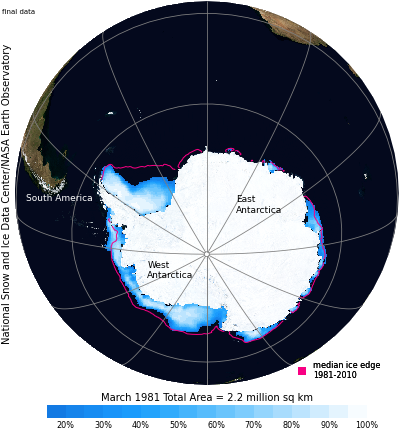 final data
National Snow and Ice Data Center/NASA Earth Observatory
South America
East
Antarctica
West
Antarctica
median ice edge
1981-2010
March 1981 Total Area = 2.2 million sq km
20% 30% 40% 50% 60% 70% 80% 90% 100%